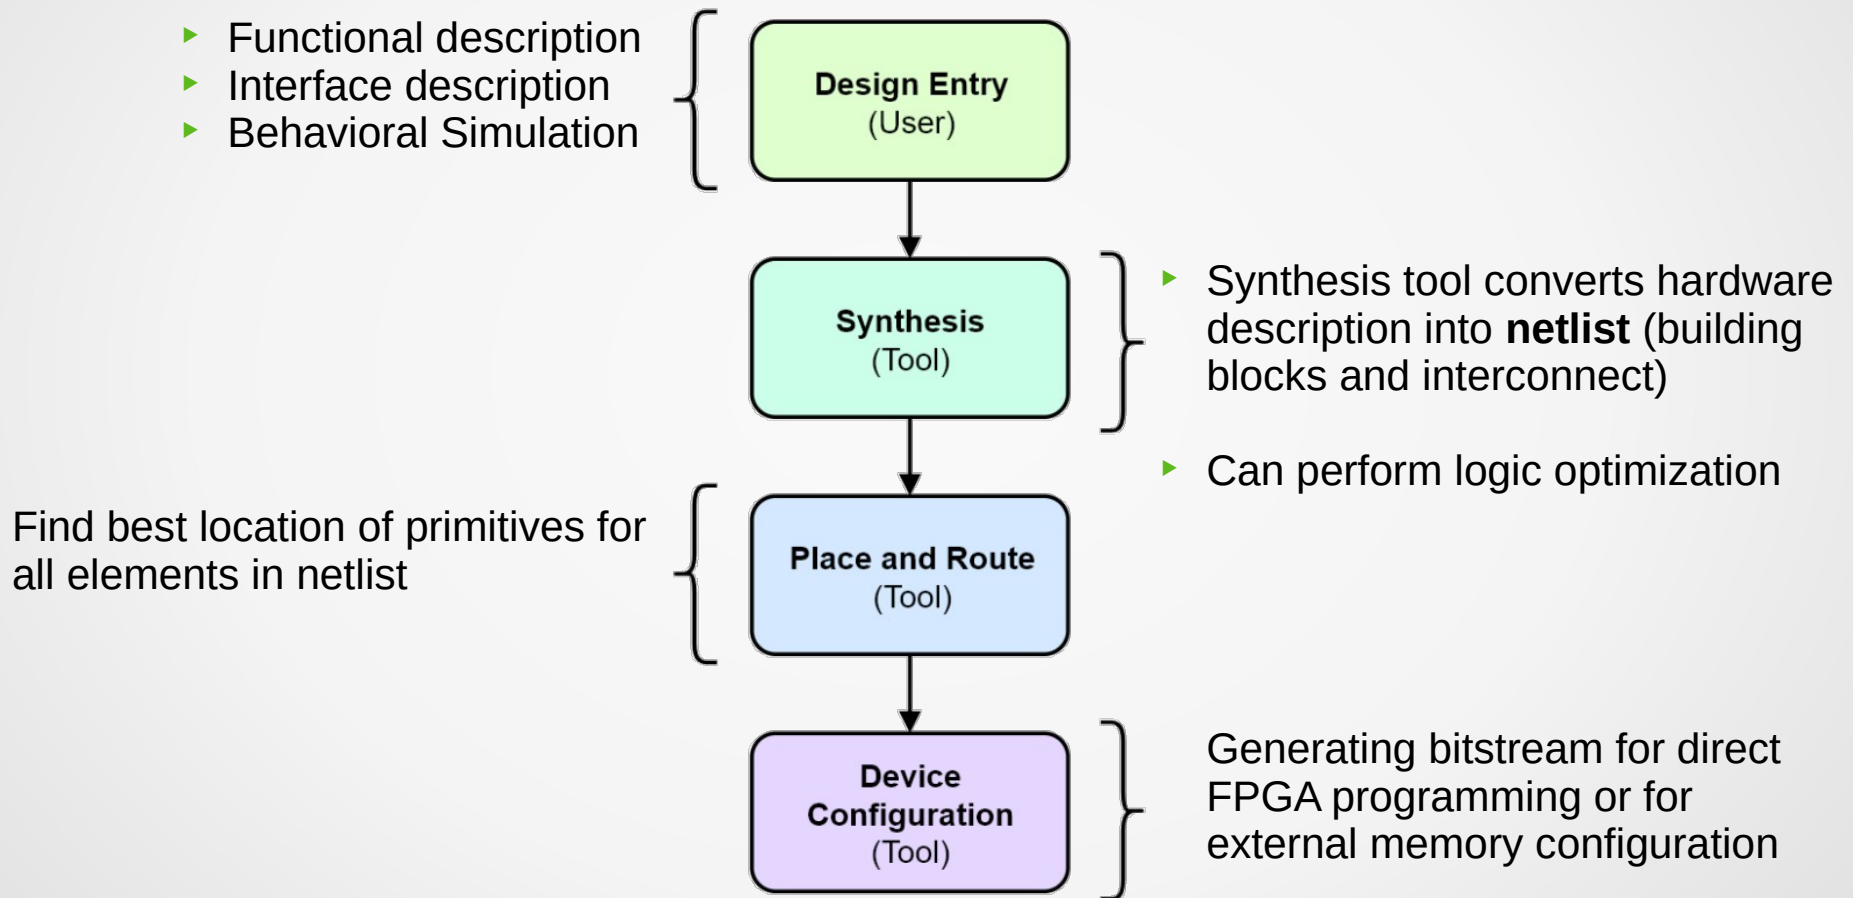 Functional description
Interface description
Behavioral Simulation
Design Entry
(User)
Synthesis
(Tool)
Synthesis tool converts hardware
description into netlist (building
blocks and interconnect)
Can perform logic optimization
Find best location of primitives for
all elements in netlist
Place and Route
(Tool)
Device
Configuration
(Tool)
Generating bitstream for direct
FPGA programming or for
external memory configuration